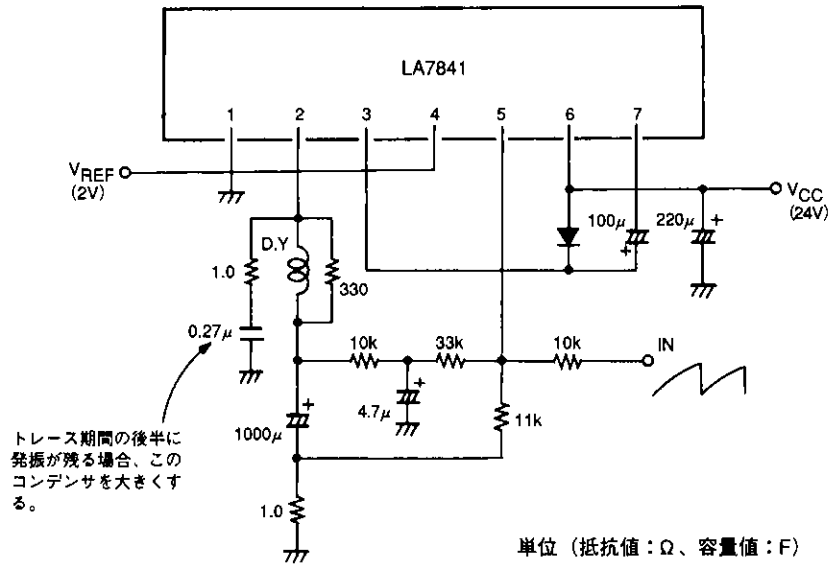 LA7841
1 2 3 4 5 6 7
VREF
(2V)
VCC
(24V)
100μ 220μ
+ +
D.Y
1.0
330
0.27μ
10k 33k 10k IN
+
4.7μ
+
1000μ
11k
トレース期間の後半に
発振が残る場合、この
コンデンサを大きくす
る。
1.0
単位（抵抗値：Ω、容量値：F）